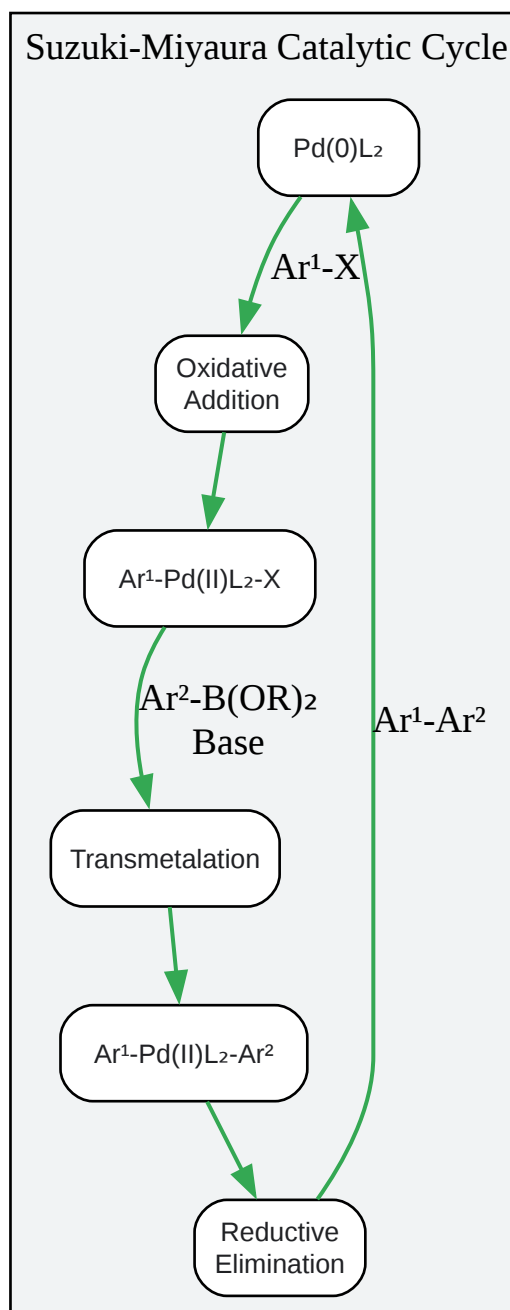 Suzuki-Miyaura Catalytic Cycle
Pd(0)L₂
Ar¹-X
Oxidative
Addition
Ar¹-Pd(II)L₂-X
Ar²-B(OR)₂
Base
Ar¹-Ar²
Transmetalation
Ar¹-Pd(II)L₂-Ar²
Reductive
Elimination